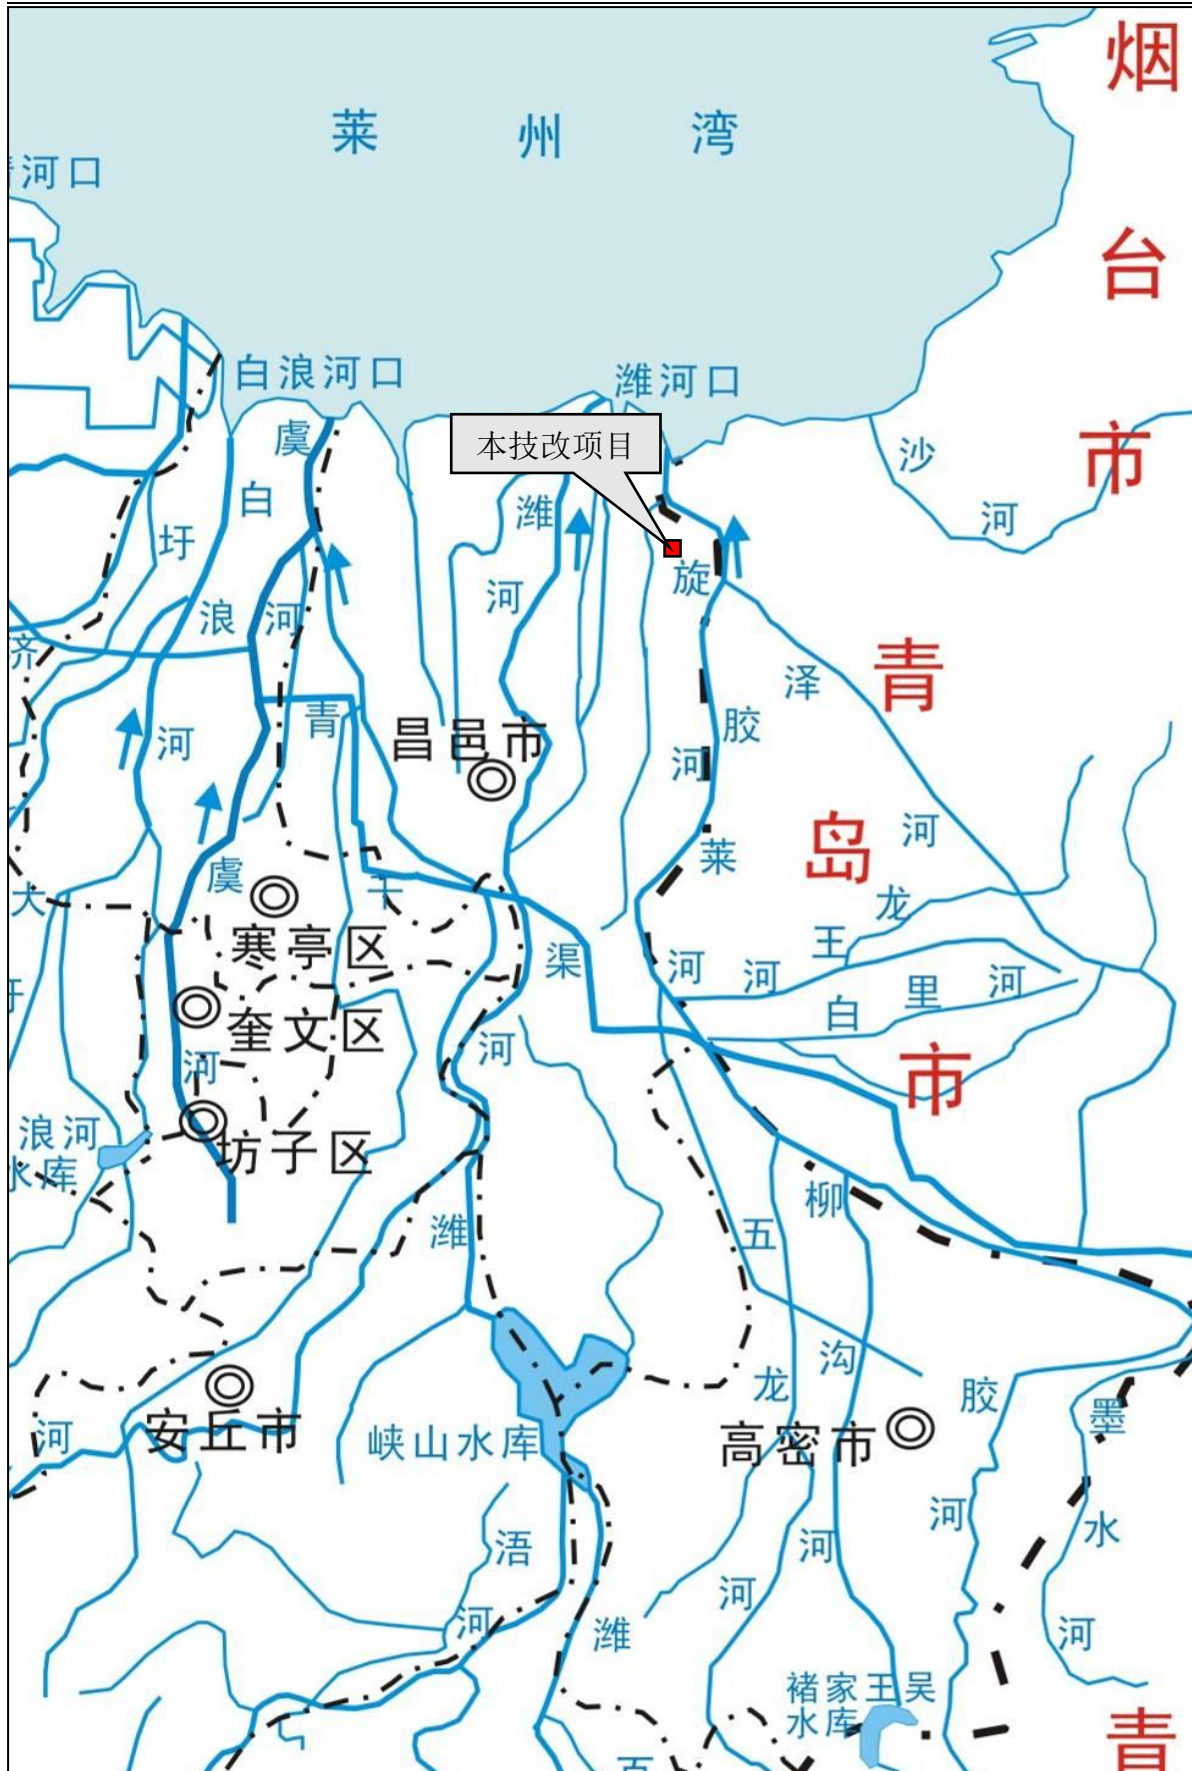 烟台市
莱州湾
河口
白浪河口
潍河口
本技改项目
虞
白
圩
浪河
河
潍
河
沙河
旋
泽
河
胶莱河
青岛市
济
青
昌邑市
虞
河
干
渠
大
寒亭区
奎文区
坊子区
浪河
水库
河
潍
龙王河
白里河
五龙河
柳沟河
安丘市
河
峡山水库
高密市
胶河
墨水河
浯河
潍
褚家王吴
水库
百
青